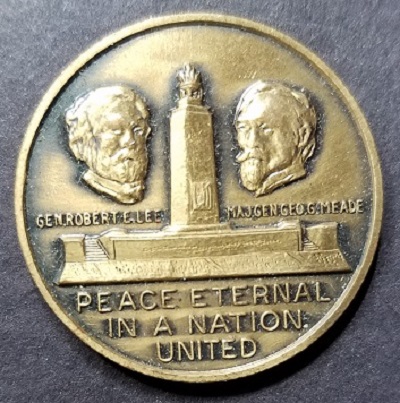 GEN. ROBERT E. LEE
MAJ. GEN. GEO. G. MEADE
PEACE ETERNAL
IN A NATION
UNITED